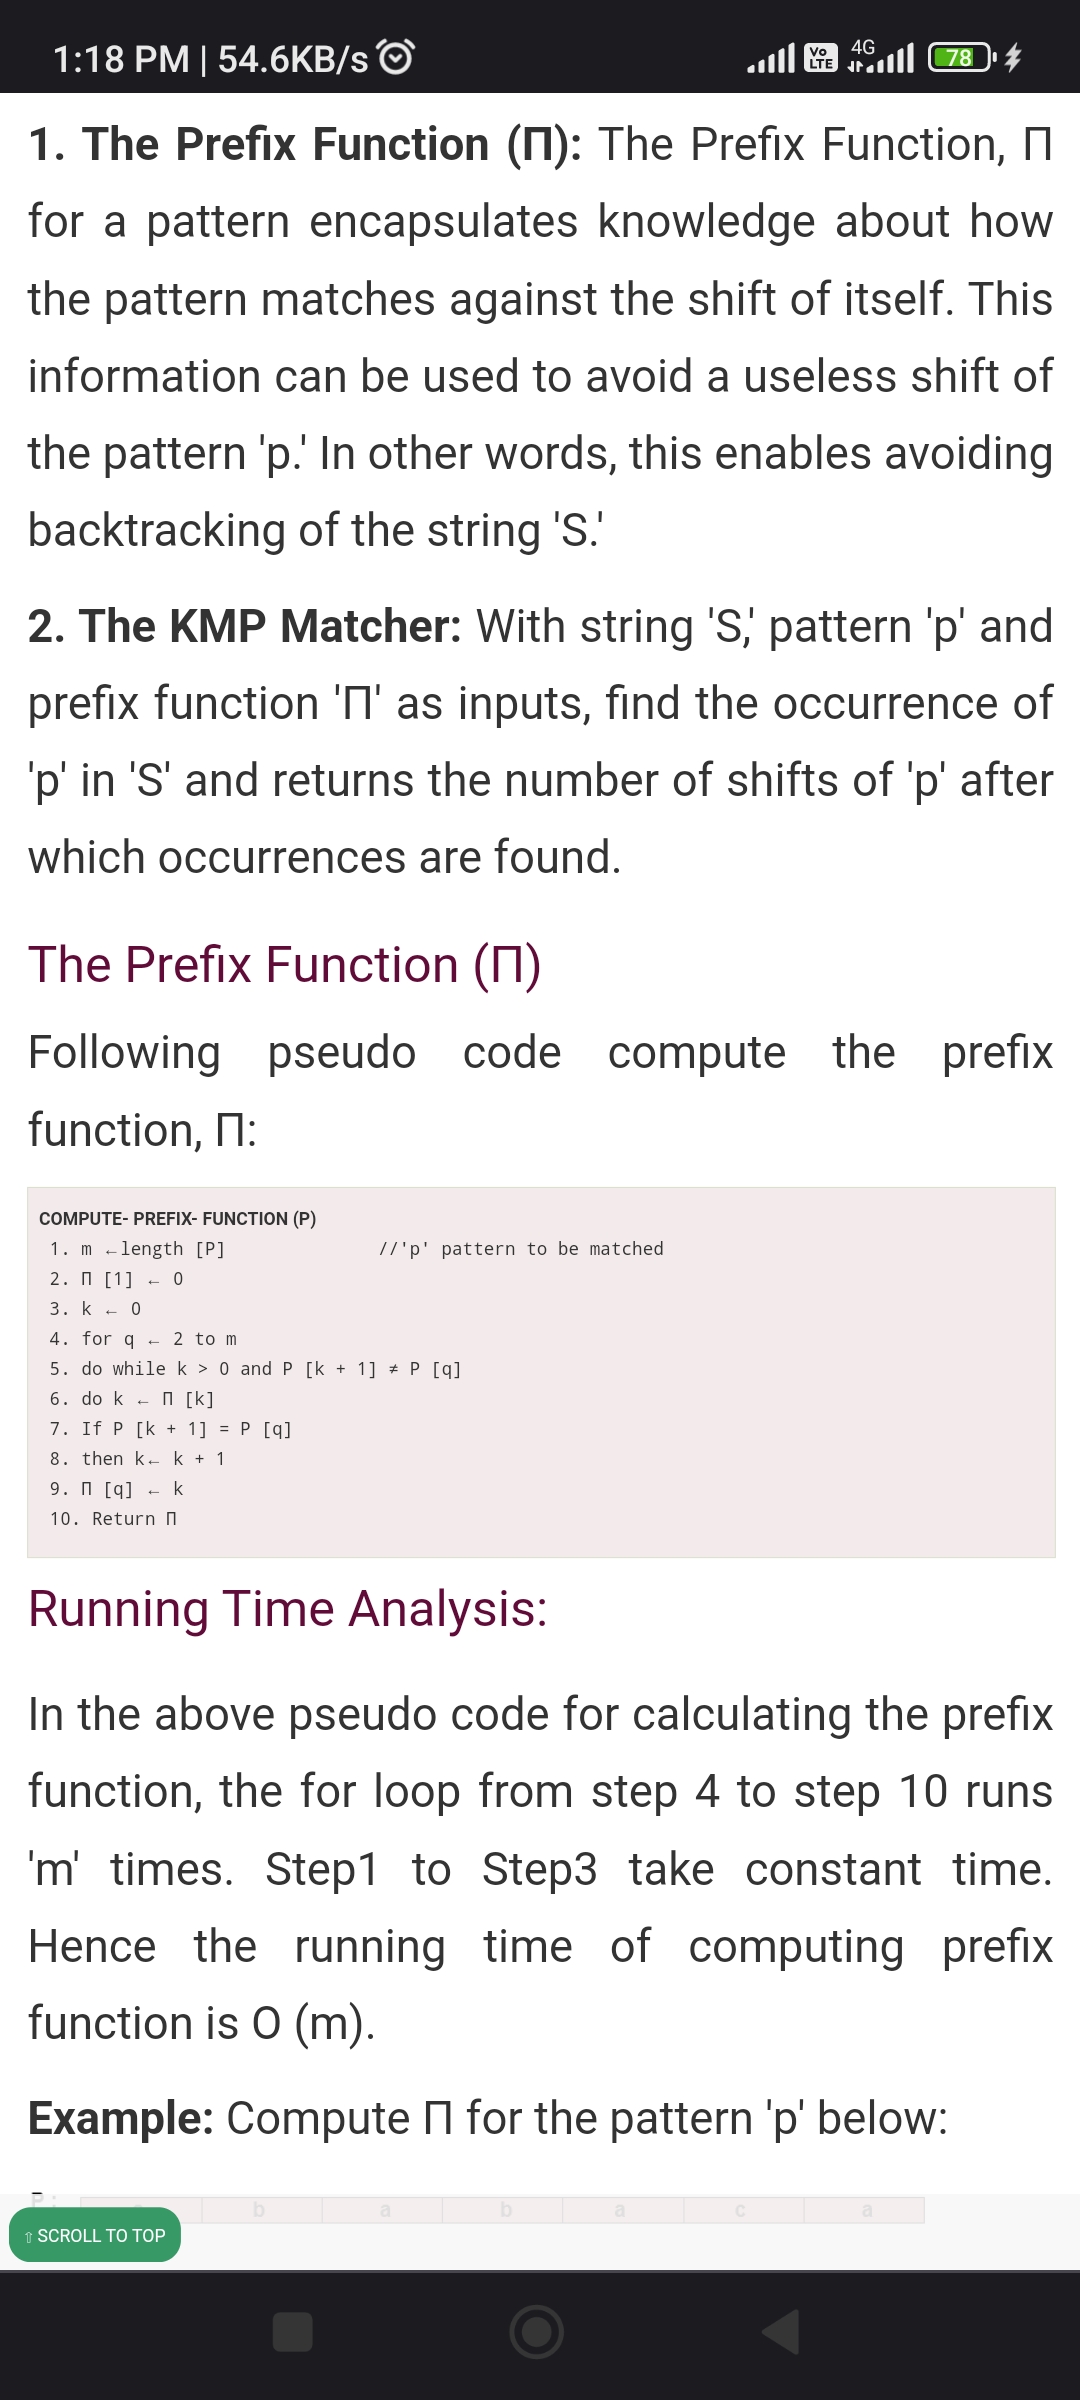 1:18 PM | 54.6KB/s
Vo LTE 4G 78
1. The Prefix Function (Π): The Prefix Function, Π
for a pattern encapsulates knowledge about how
the pattern matches against the shift of itself. This
information can be used to avoid a useless shift of
the pattern 'p.' In other words, this enables avoiding
backtracking of the string 'S.'
2. The KMP Matcher: With string 'S,' pattern 'p' and
prefix function 'Π' as inputs, find the occurrence of
'p' in 'S' and returns the number of shifts of 'p' after
which occurrences are found.
The Prefix Function (Π)
Following pseudo code compute the prefix
function, Π:
COMPUTE- PREFIX- FUNCTION (P)
1. m ←length [P] //'p' pattern to be matched
2. Π [1] ← 0
3. k ← 0
4. for q ← 2 to m
5. do while k > 0 and P [k + 1] ≠ P [q]
6. do k ← Π [k]
7. If P [k + 1] = P [q]
8. then k← k + 1
9. Π [q] ← k
10. Return Π
Running Time Analysis:
In the above pseudo code for calculating the prefix
function, the for loop from step 4 to step 10 runs
'm' times. Step1 to Step3 take constant time.
Hence the running time of computing prefix
function is O (m).
Example: Compute Π for the pattern 'p' below:
P : b a b a c a
⇧ SCROLL TO TOP